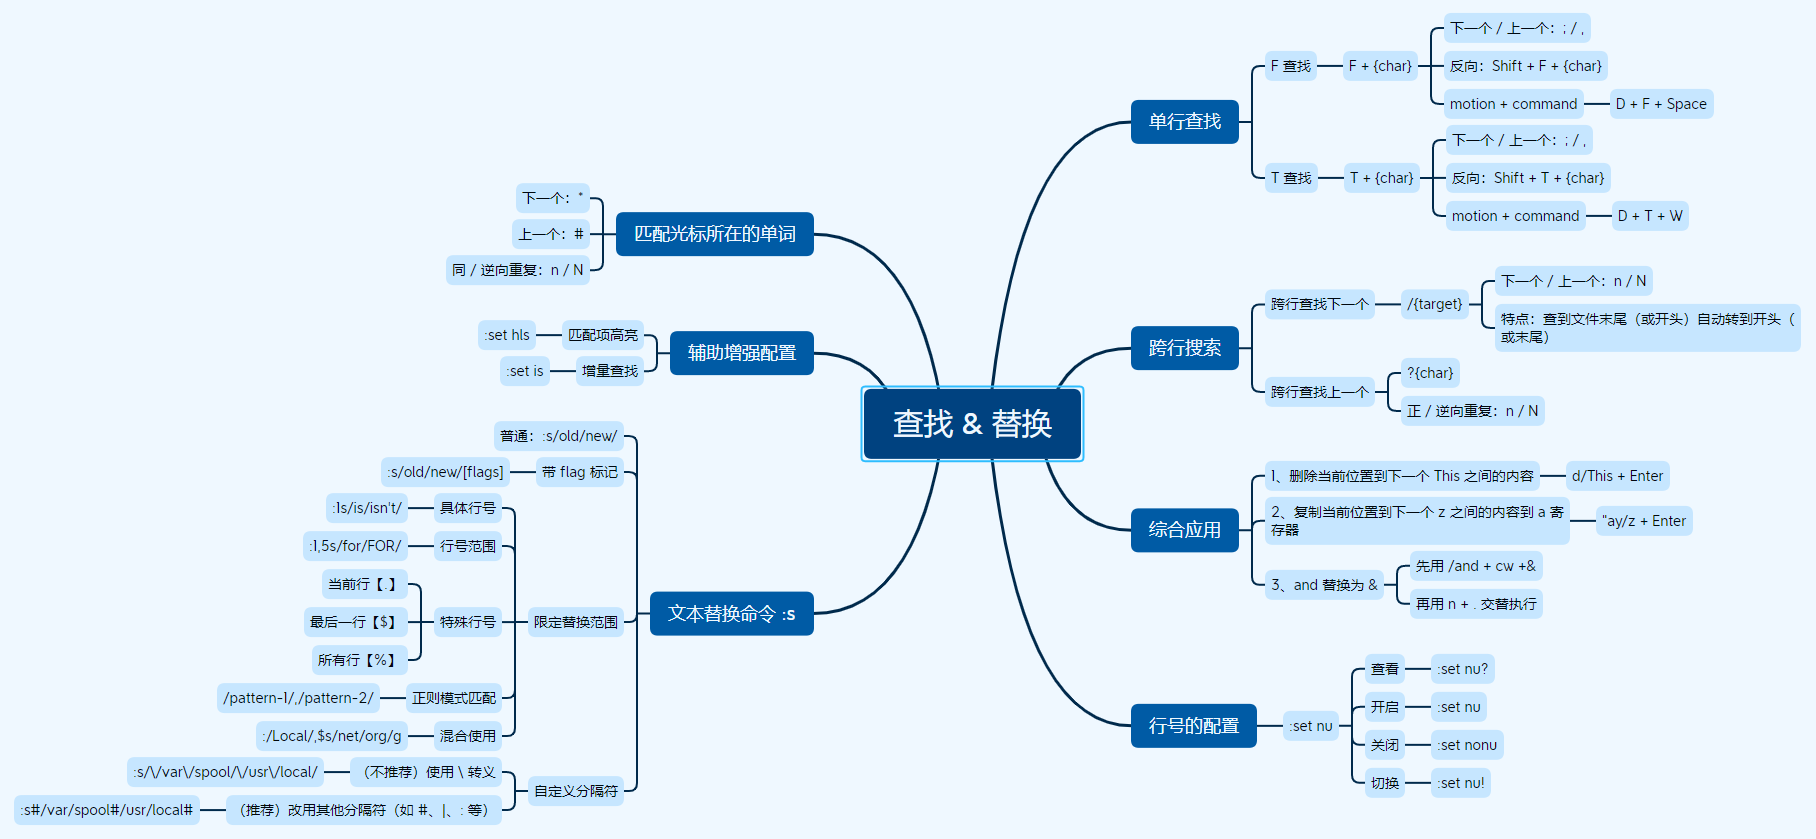 查找 & 替换
单行查找
F 查找
F + {char}
下一个 / 上一个：; / ,
反向：Shift + F + {char}
motion + command
D + F + Space
T 查找
T + {char}
下一个 / 上一个：; / ,
反向：Shift + T + {char}
motion + command
D + T + W
跨行搜索
跨行查找下一个
/{target}
下一个 / 上一个：n / N
特点：查到文件末尾（或开头）自动转到开头（
或末尾）
跨行查找上一个
?{char}
正 / 逆向重复：n / N
综合应用
1、删除当前位置到下一个 This 之间的内容
d/This + Enter
2、复制当前位置到下一个 z 之间的内容到 a 寄
存器
"ay/z + Enter
3、and 替换为 &
先用 /and + cw +&
再用 n + . 交替执行
行号的配置
:set nu
查看
:set nu?
开启
:set nu
关闭
:set nonu
切换
:set nu!
匹配光标所在的单词
下一个：*
上一个：#
同 / 逆向重复：n / N
辅助增强配置
匹配项高亮
:set hls
增量查找
:set is
文本替换命令 :s
普通：:s/old/new/
带 flag 标记
:s/old/new/[flags]
限定替换范围
具体行号
:1s/is/isn't/
行号范围
:1,5s/for/FOR/
特殊行号
当前行【.】
最后一行【$】
所有行【%】
正则模式匹配
/pattern-1/,/pattern-2/
混合使用
:/Local/,$s/net/org/g
自定义分隔符
（不推荐）使用 \ 转义
:s/\/var\/spool/\/usr\/local/
（推荐）改用其他分隔符（如 #、|、: 等）
:s#/var/spool#/usr/local#